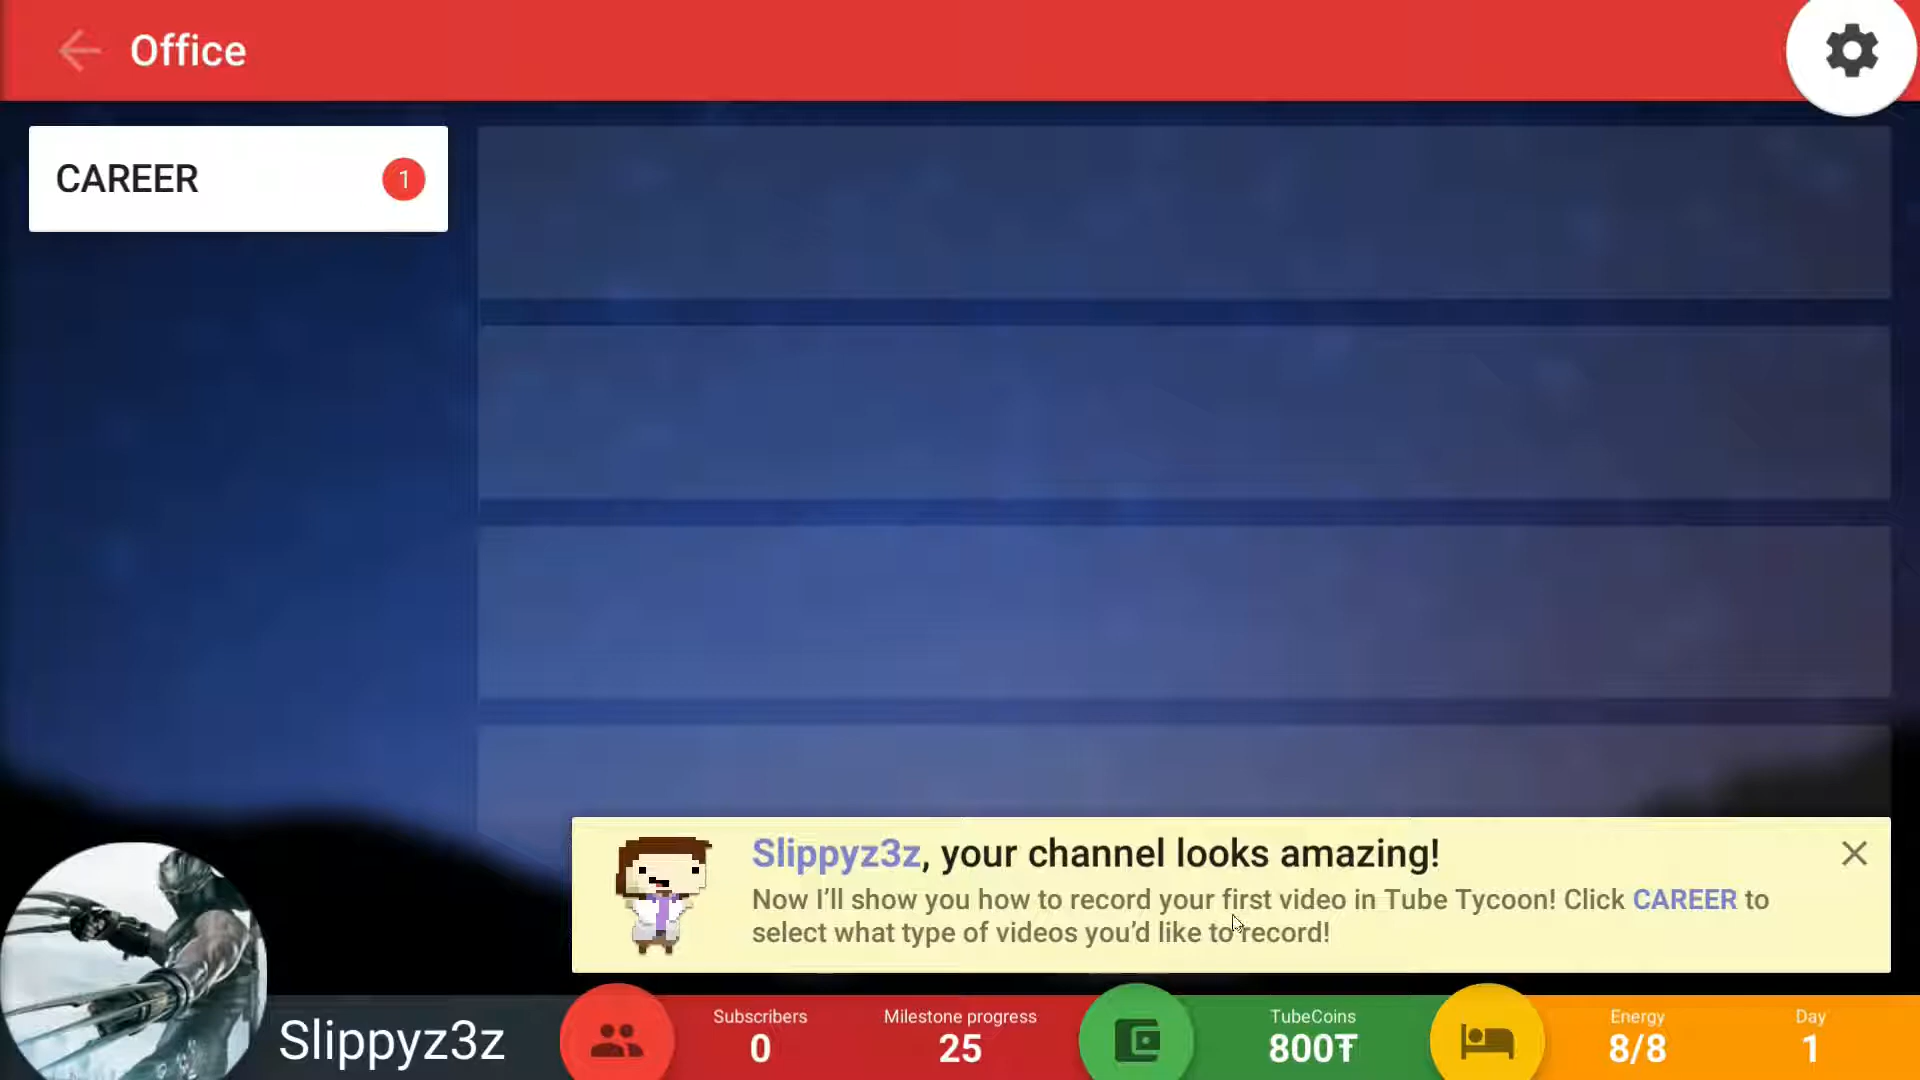 Office
CAREER
1
Slippyz3z, your channel looks amazing!
Now I'll show you how to record your first video in Tube Tycoon! Click CAREER to
select what type of videos you'd like to record!
Slippyz3z
Subscribers
0
Milestone progress
25
TubeCoins
800₮
Energy
8/8
Day
1